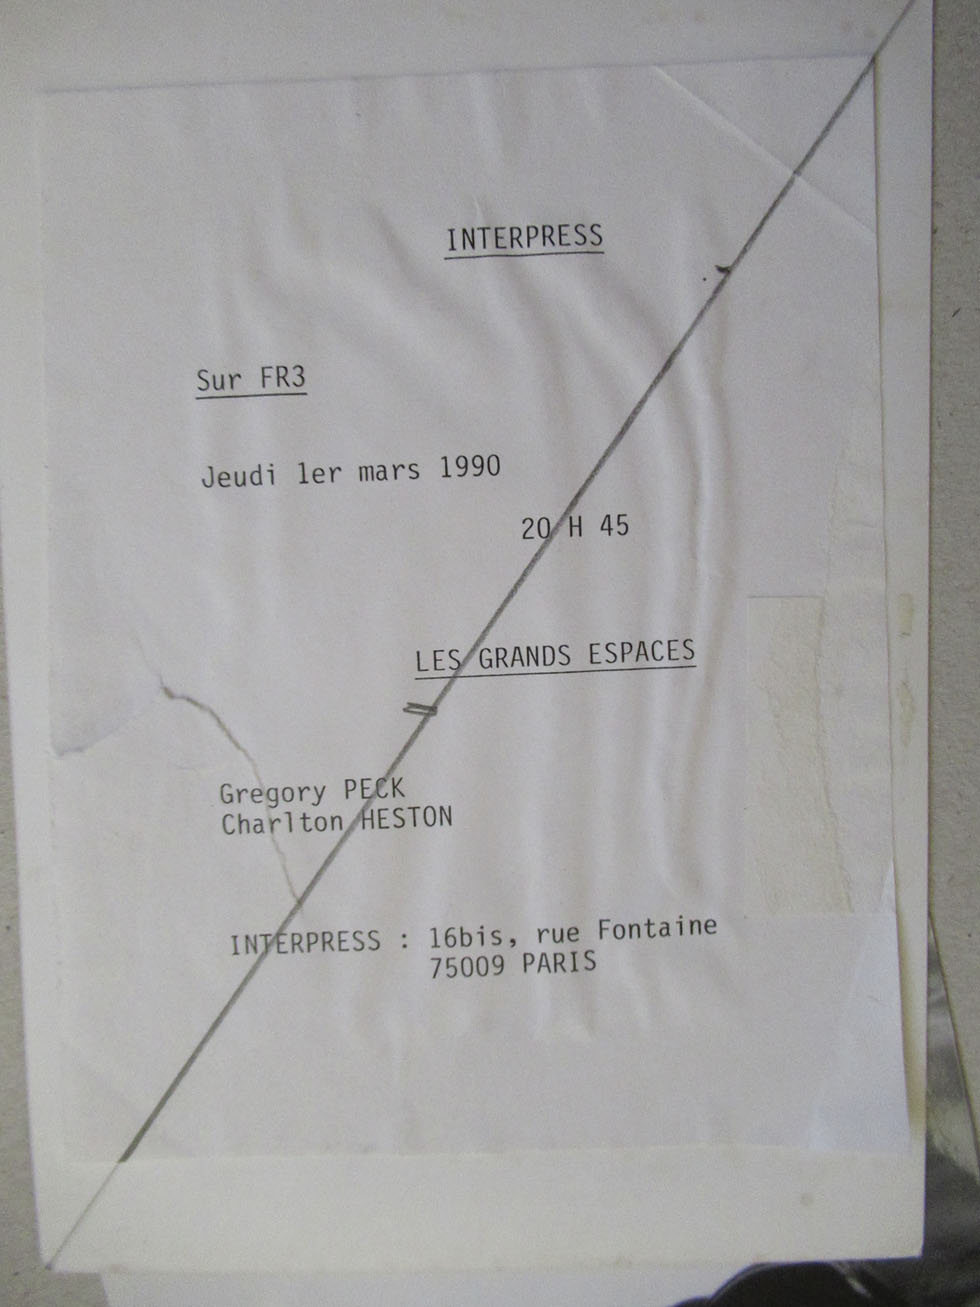 INTERPRESS
Sur FR3
Jeudi 1er mars 1990
20 H 45
LES GRANDS ESPACES
Gregory PECK
Charlton HESTON
INTERPRESS : 16bis, rue Fontaine
75009 PARIS